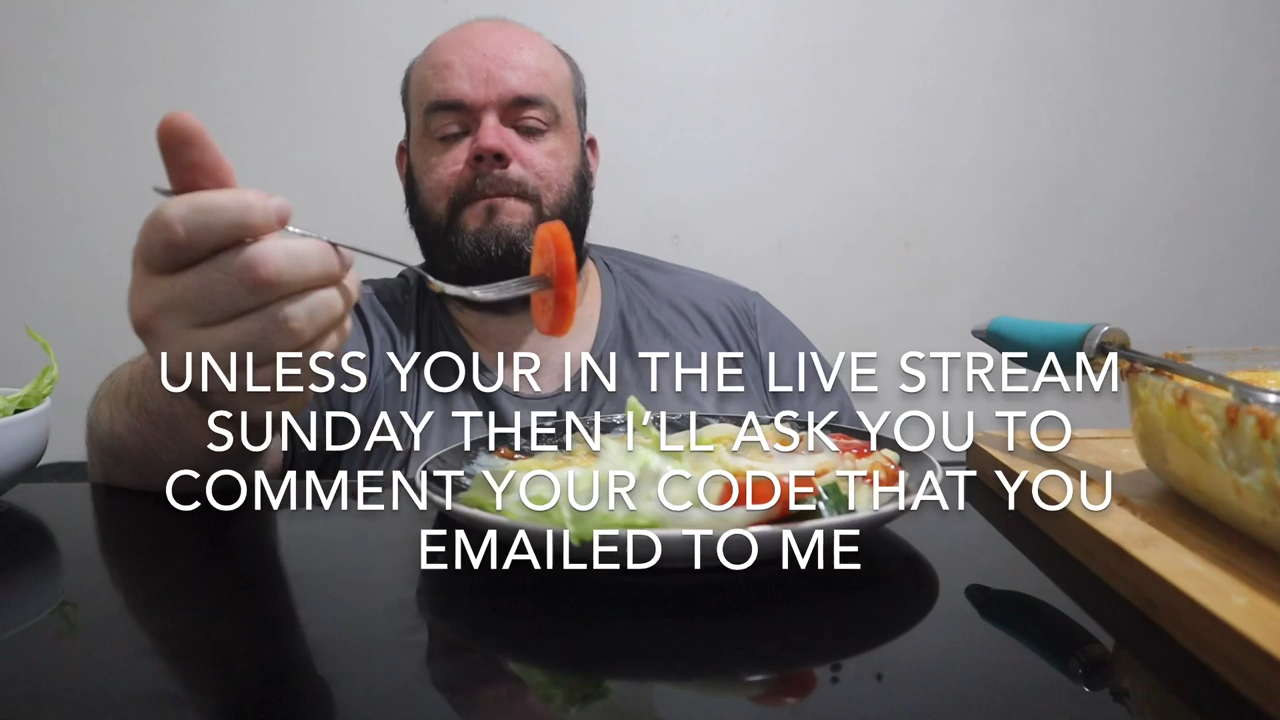 UNLESS YOUR IN THE LIVE STREAM
SUNDAY THEN I'LL ASK YOU TO
COMMENT YOUR CODE THAT YOU
EMAILED TO ME